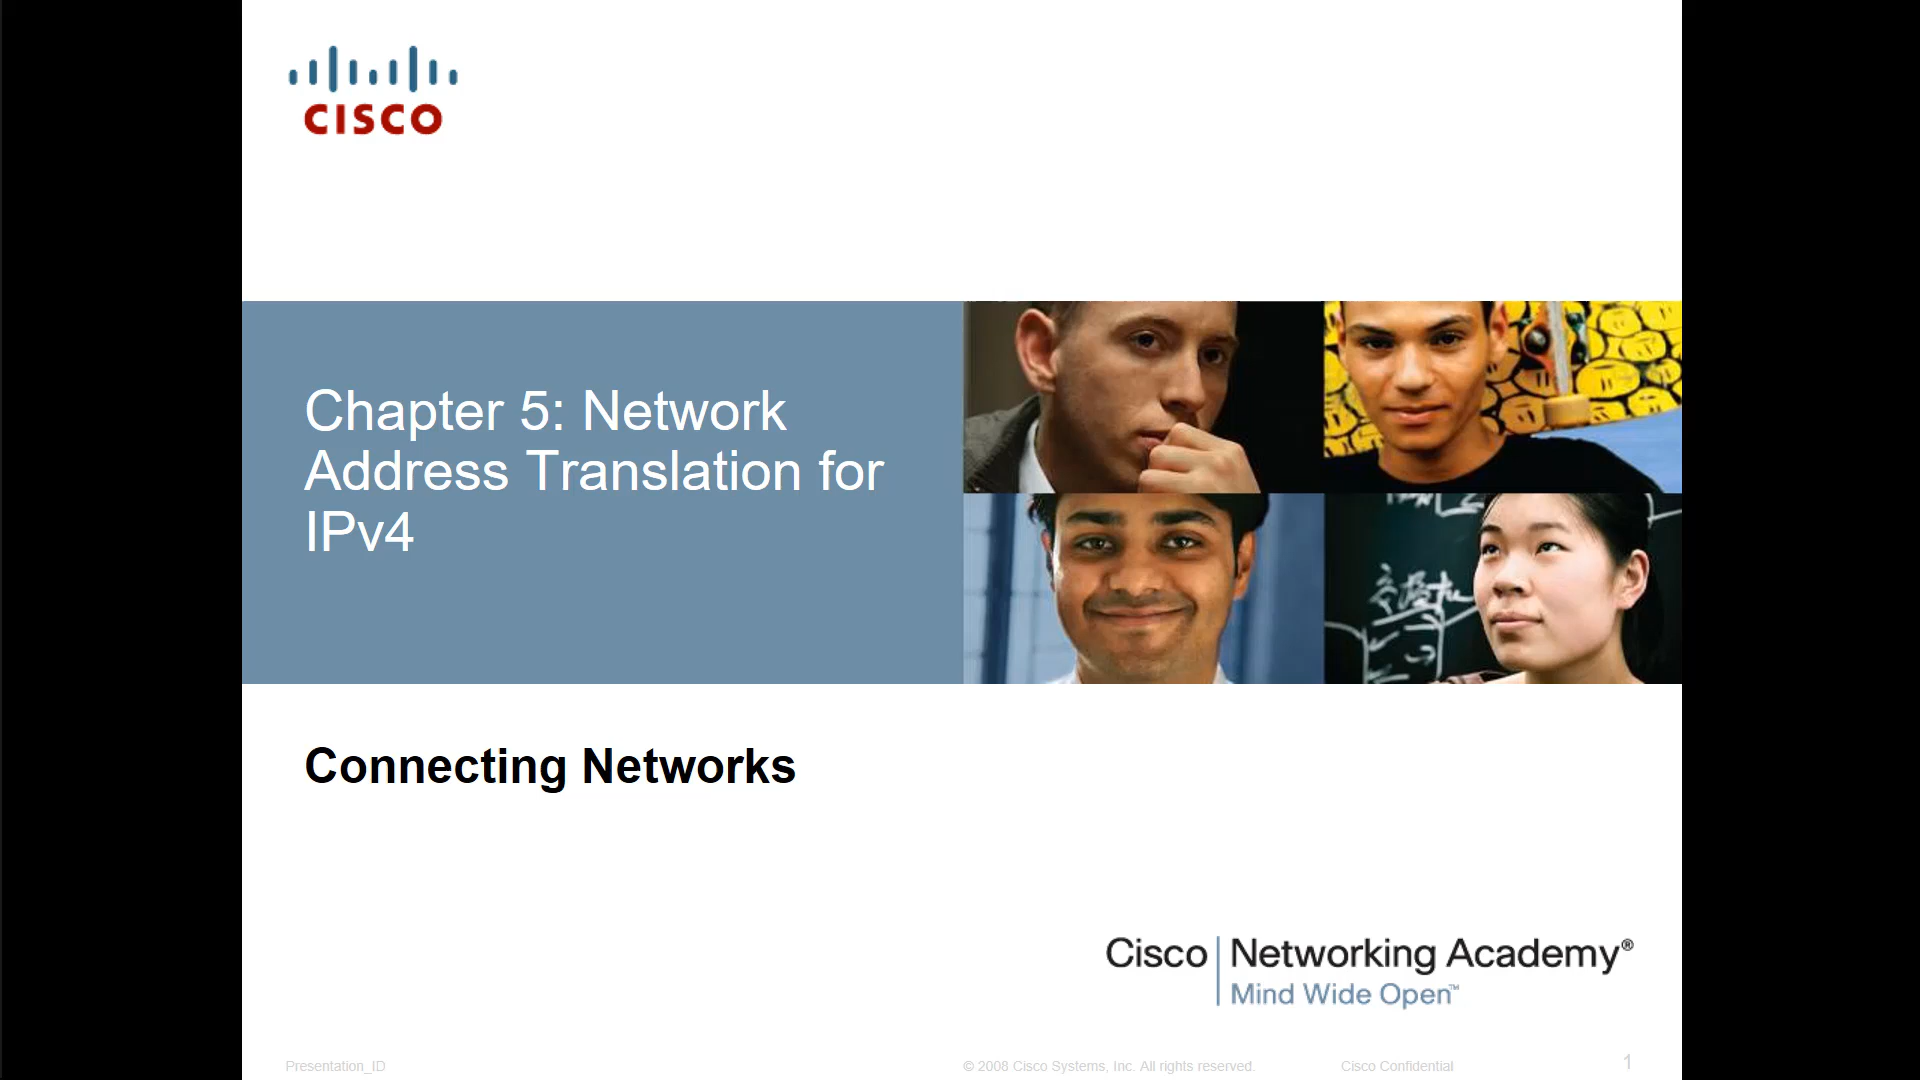 CISCO
Chapter 5: Network
Address Translation for
IPv4
Connecting Networks
Cisco Networking Academy®
Mind Wide Open™
Presentation_ID
© 2008 Cisco Systems, Inc. All rights reserved.
Cisco Confidential
1